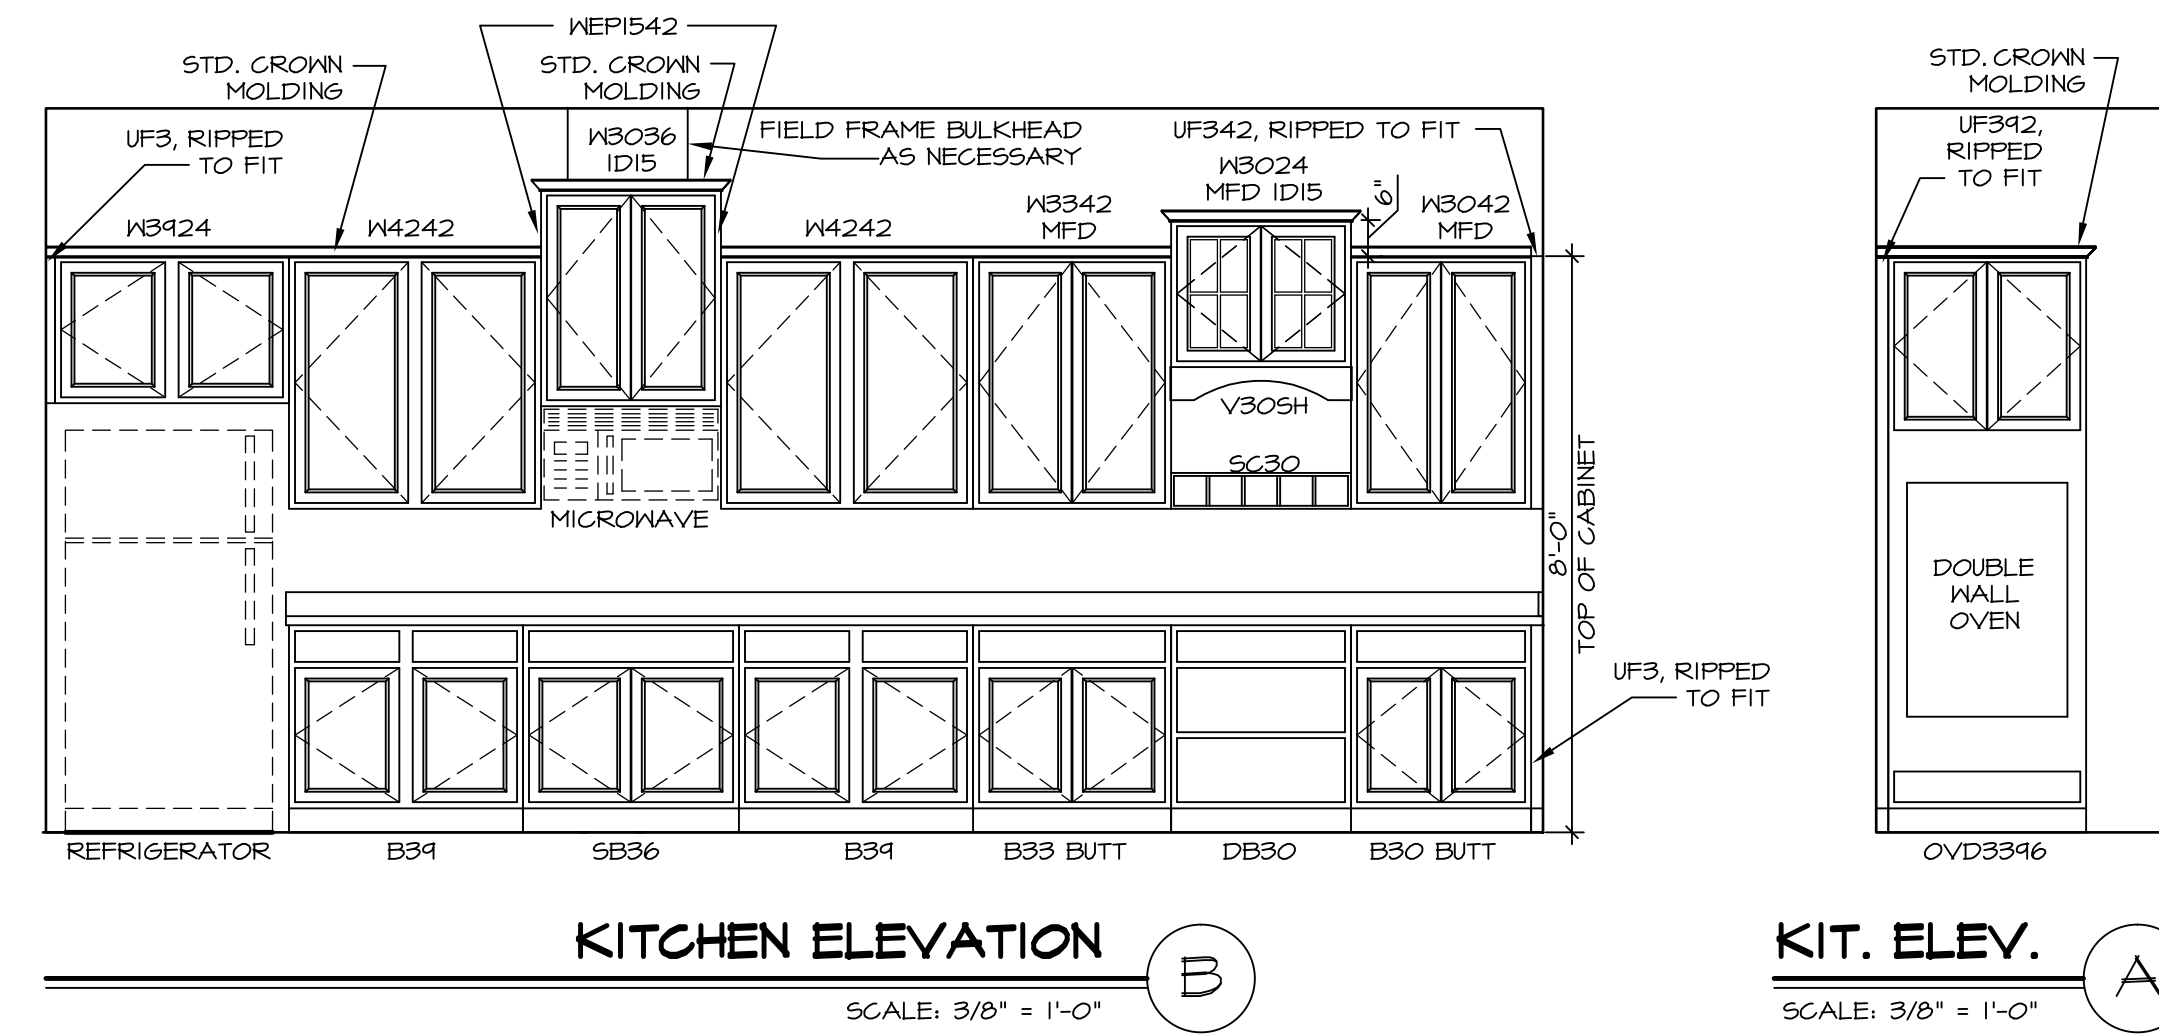 WEP1542
STD. CROWN
MOLDING
STD. CROWN
MOLDING
STD. CROWN
MOLDING
UF3, RIPPED
TO FIT
W3036
1D15
FIELD FRAME BULKHEAD
AS NECESSARY
UF342, RIPPED TO FIT
W3024
MFD 1D15
6"
UF392,
RIPPED
TO FIT
W3924
W4242
W4242
W3342
MFD
W3042
MFD
V30SH
SC30
MICROWAVE
8'-0"
TOP OF CABINET
DOUBLE
WALL
OVEN
UF3, RIPPED
TO FIT
REFRIGERATOR
B39
SB36
B39
B33 BUTT
DB30
B30 BUTT
OVD3396
KITCHEN ELEVATION
B
SCALE: 3/8" = 1'-0"
KIT. ELEV.
A
SCALE: 3/8" = 1'-0"